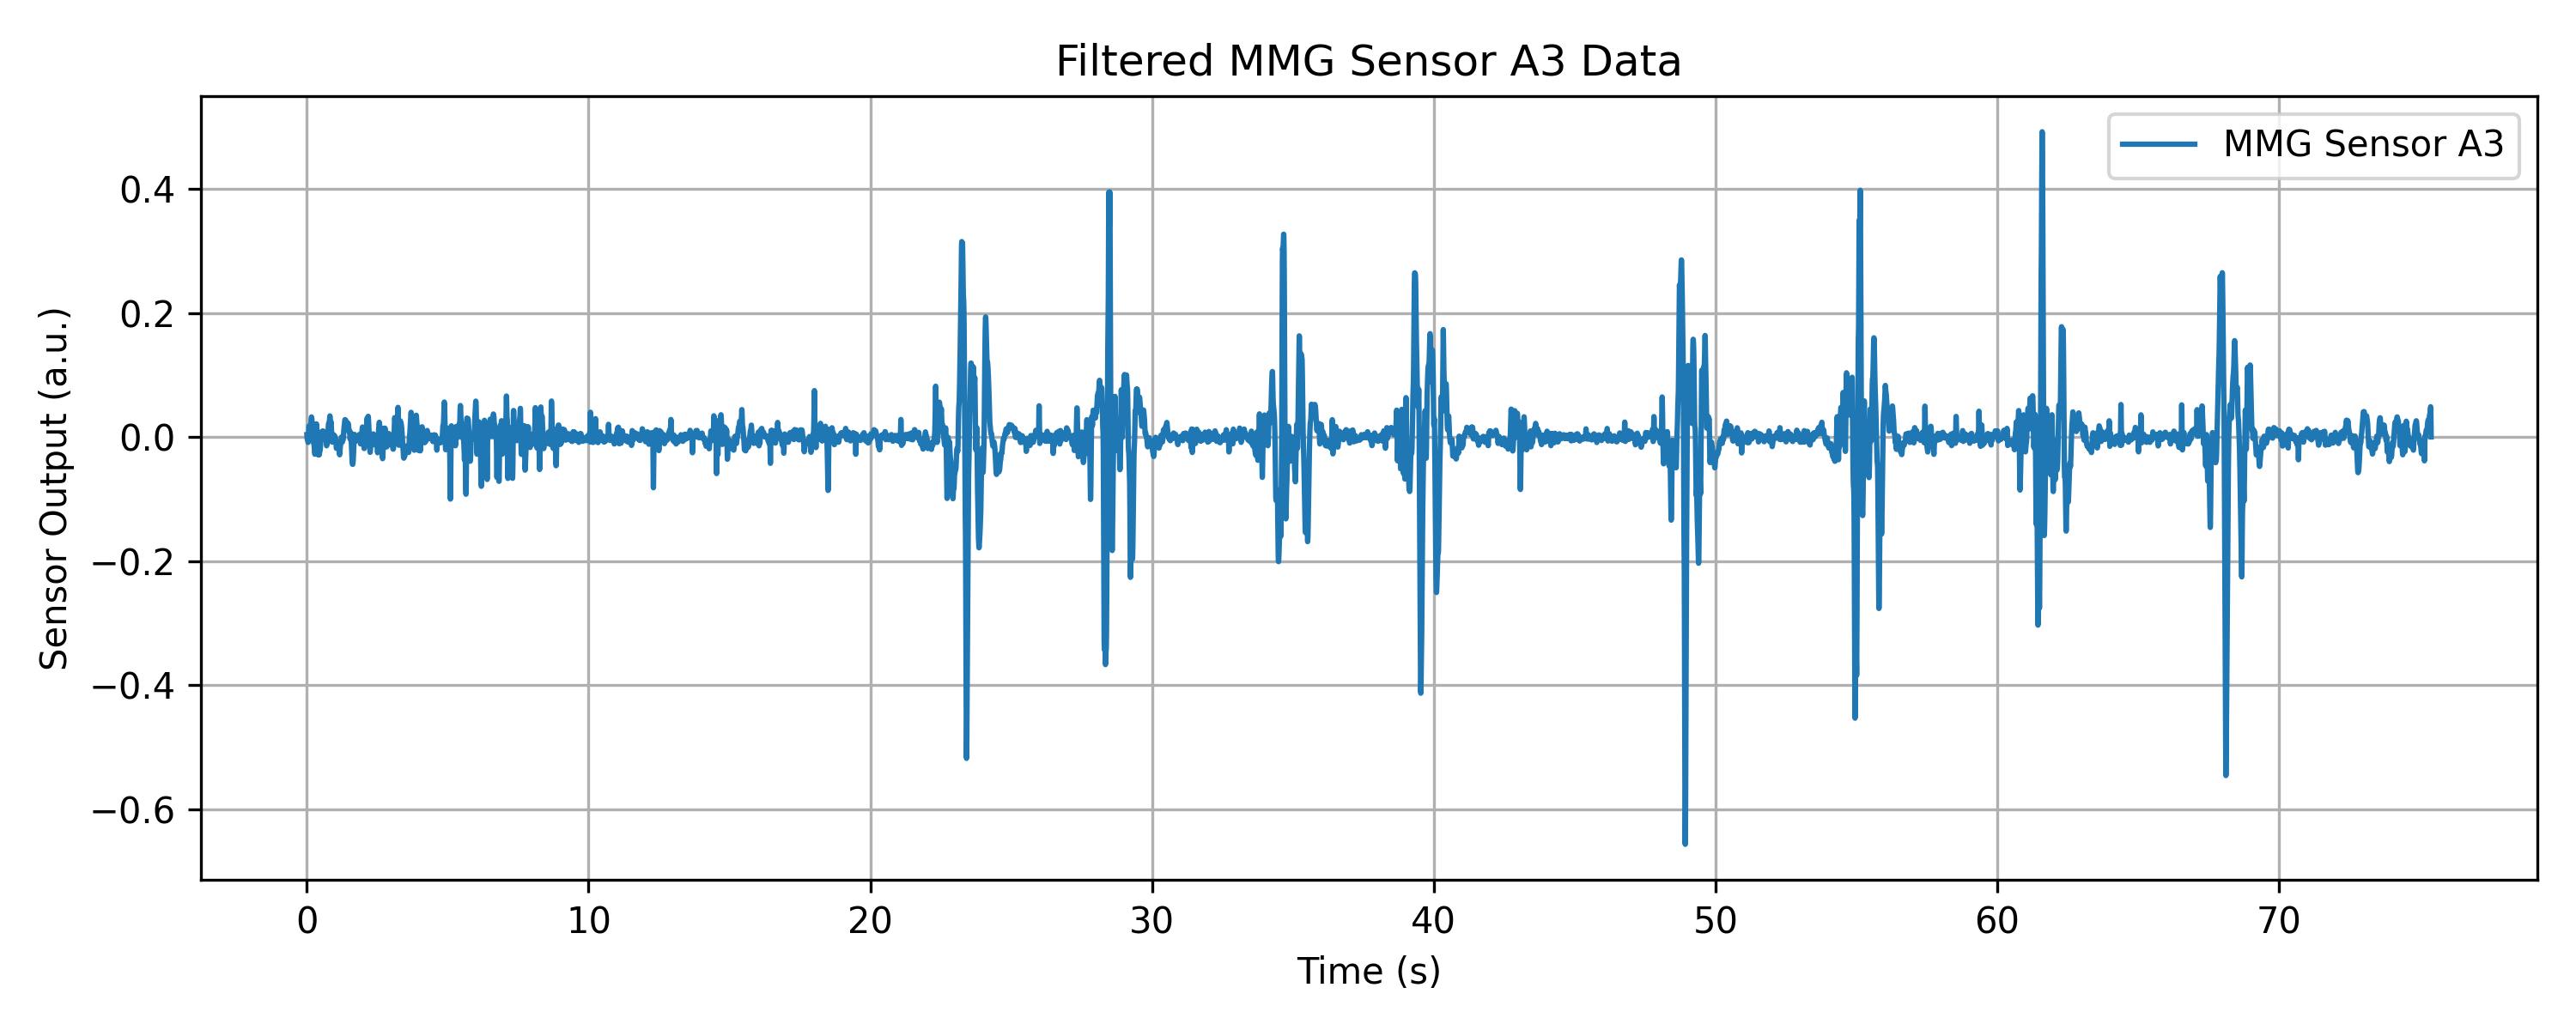 Filtered MMG Sensor A3 Data
MMG Sensor A3
Sensor Output (a.u.)
0.4
0.2
0.0
−0.2
−0.4
−0.6
0 10 20 30 40 50 60 70
Time (s)